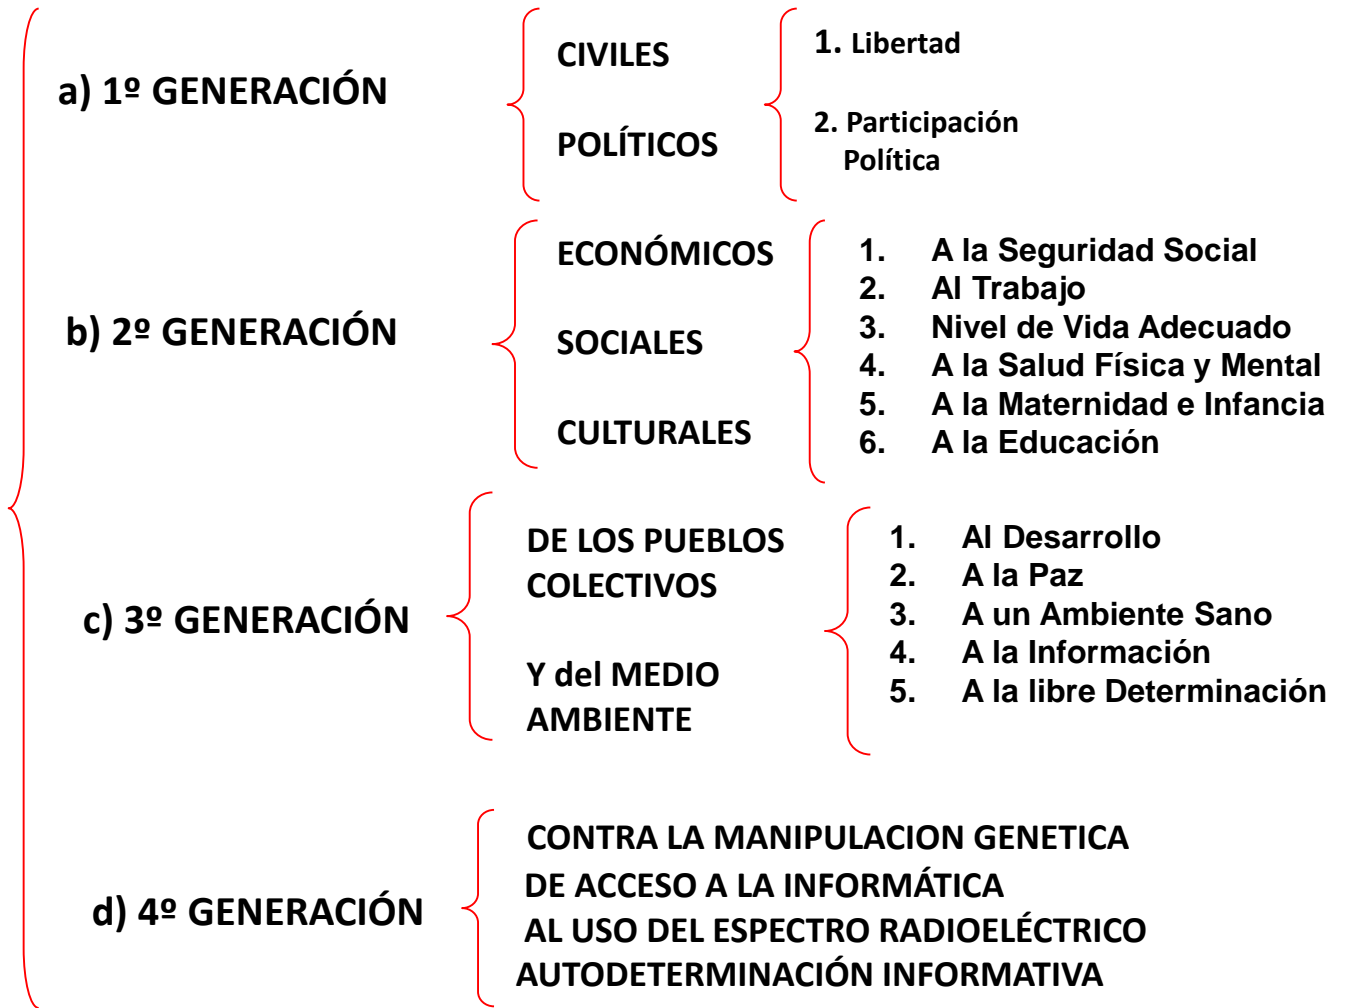 a) 1º GENERACIÓN
CIVILES
POLÍTICOS
1. Libertad
2. Participación
Política
b) 2º GENERACIÓN
ECONÓMICOS
SOCIALES
CULTURALES
1. A la Seguridad Social
2. Al Trabajo
3. Nivel de Vida Adecuado
4. A la Salud Física y Mental
5. A la Maternidad e Infancia
6. A la Educación
c) 3º GENERACIÓN
DE LOS PUEBLOS
COLECTIVOS
Y del MEDIO
AMBIENTE
1. Al Desarrollo
2. A la Paz
3. A un Ambiente Sano
4. A la Información
5. A la libre Determinación
d) 4º GENERACIÓN
CONTRA LA MANIPULACION GENETICA
DE ACCESO A LA INFORMÁTICA
AL USO DEL ESPECTRO RADIOELÉCTRICO
AUTODETERMINACIÓN INFORMATIVA